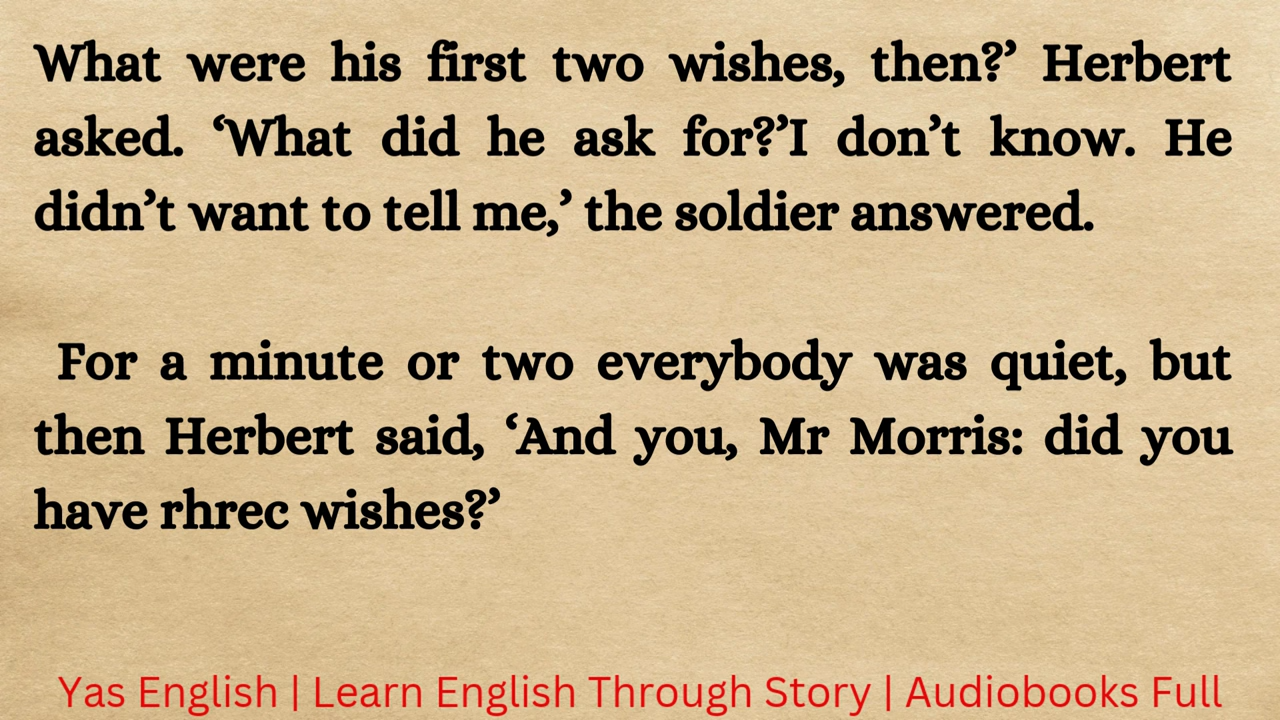 What were his first two wishes, then?’ Herbert
asked. ‘What did he ask for?’I don’t know. He
didn’t want to tell me,’ the soldier answered.
For a minute or two everybody was quiet, but
then Herbert said, ‘And you, Mr Morris: did you
have rhrec wishes?’
Yas English | Learn English Through Story | Audiobooks Full